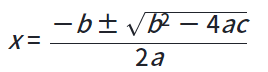 x = (−b ± √(b² − 4ac)) / (2a)